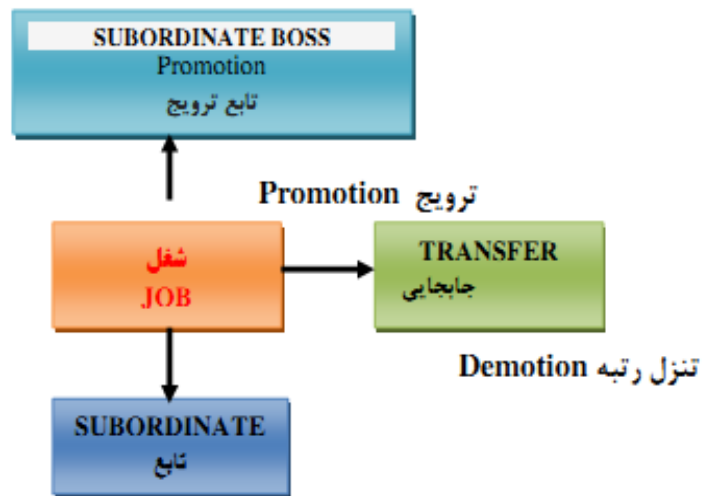 SUBORDINATE BOSS
Promotion
تابع ترویج
ترویج Promotion
شغل
JOB
TRANSFER
جابجایی
تنزل رتبه Demotion
SUBORDINATE
تابع